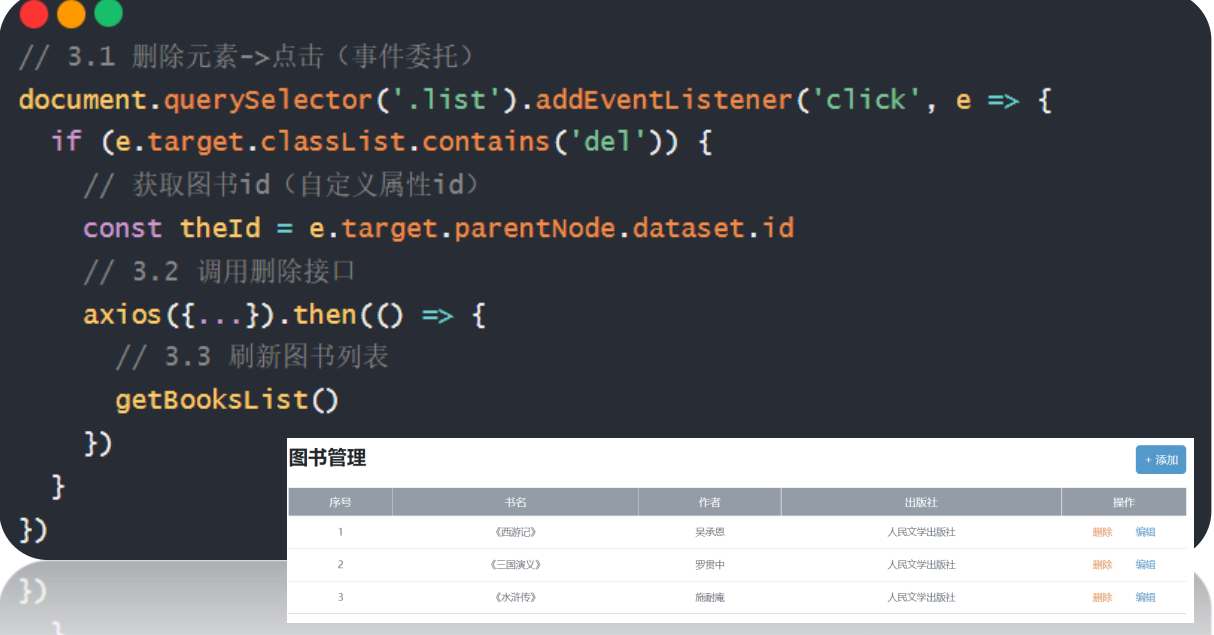 // 3.1 删除元素->点击（事件委托）
document.querySelector('.list').addEventListener('click', e => {
if (e.target.classList.contains('del')) {
// 获取图书id（自定义属性id）
const theId = e.target.parentNode.dataset.id
// 3.2 调用删除接口
axios({...}).then(() => {
// 3.3 刷新图书列表
getBooksList()
})
}
})
图书管理 + 添加
序号 书名 作者 出版社 操作
1 《西游记》 吴承恩 人民文学出版社 删除 编辑
2 《三国演义》 罗贯中 人民文学出版社 删除 编辑
3 《水浒传》 施耐庵 人民文学出版社 删除 编辑